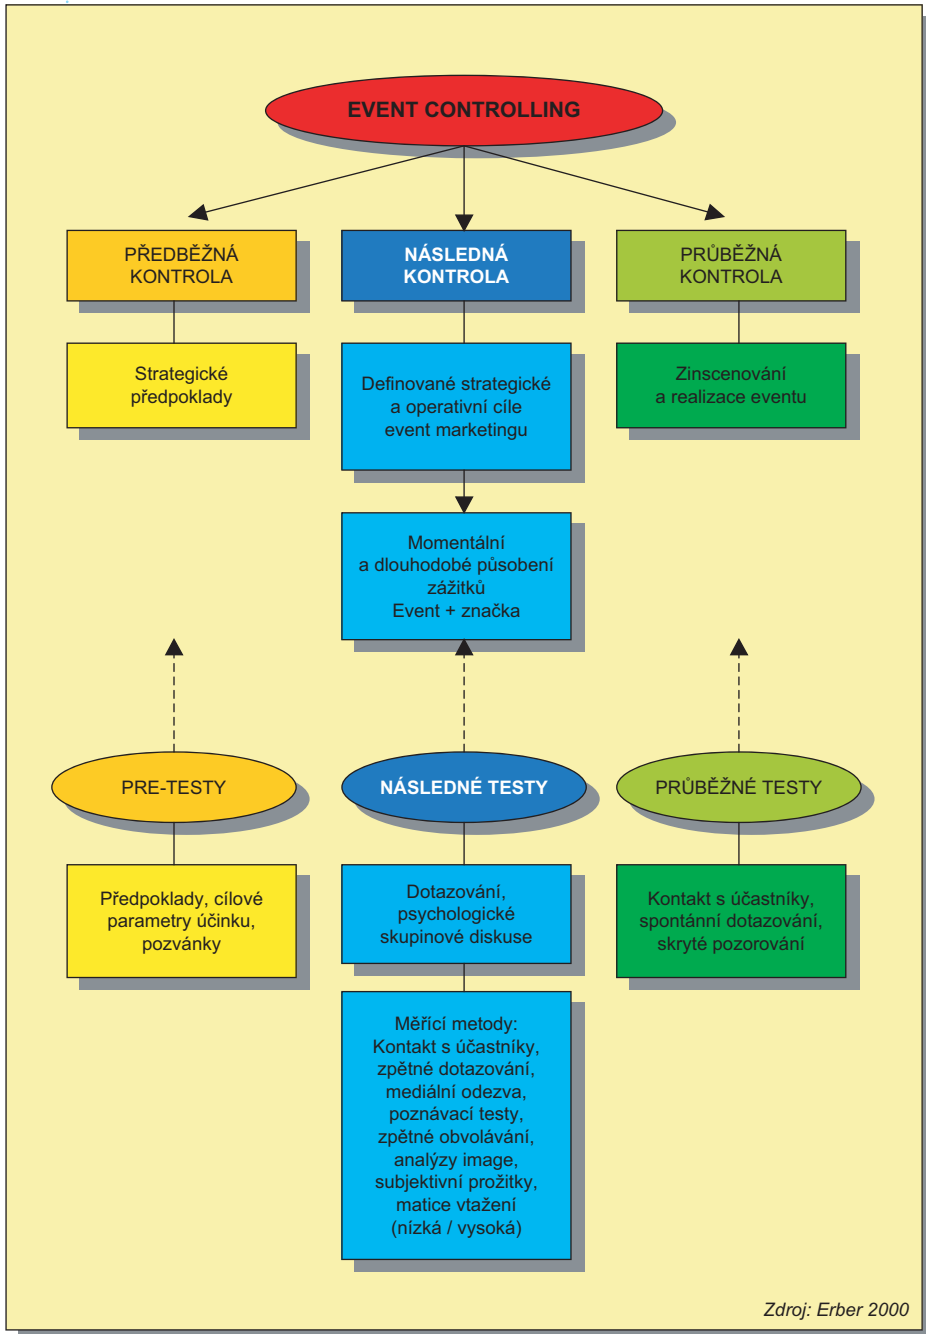 EVENT CONTROLLING
PŘEDBĚŽNÁ
KONTROLA
NÁSLEDNÁ
KONTROLA
PRŮBĚŽNÁ
KONTROLA
Strategické
předpoklady
Definované strategické
a operativní cíle
event marketingu
Zinscenování
a realizace eventu
Momentální
a dlouhodobé působení
zážitků
Event + značka
PRE-TESTY
NÁSLEDNÉ TESTY
PRŮBĚŽNÉ TESTY
Předpoklady, cílové
parametry účinku,
pozvánky
Dotazování,
psychologické
skupinové diskuse
Kontakt s účastníky,
spontánní dotazování,
skryté pozorování
Měřící metody:
Kontakt s účastníky,
zpětné dotazování,
mediální odezva,
poznávací testy,
zpětné obvolávání,
analýzy image,
subjektivní prožitky,
matice vtažení
(nízká / vysoká)
Zdroj: Erber 2000